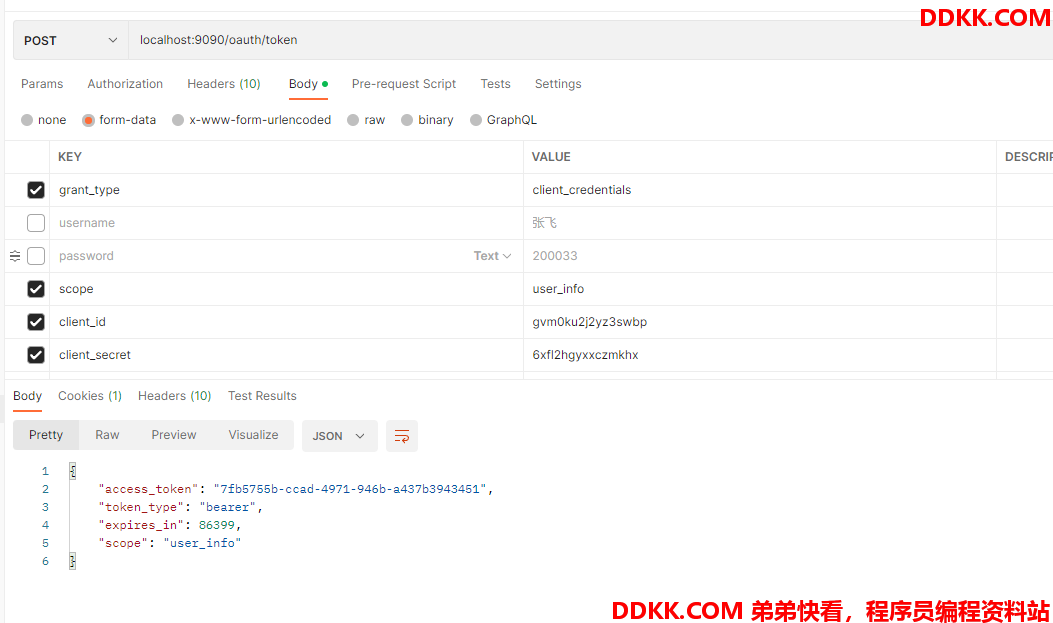 DDKK.COM
POST localhost:9090/oauth/token
Params Authorization Headers (10) Body Pre-request Script Tests Settings
none form-data x-www-form-urlencoded raw binary GraphQL
KEY VALUE DESCRIP
grant_type client_credentials
username 张飞
password Text 200033
scope user_info
client_id gvm0ku2j2yz3swbp
client_secret 6xfl2hgyxxczmkhx
Body Cookies (1) Headers (10) Test Results
Pretty Raw Preview Visualize JSON
1 {
2 "access_token": "7fb5755b-ccad-4971-946b-a437b3943451",
3 "token_type": "bearer",
4 "expires_in": 86399,
5 "scope": "user_info"
6 }
DDKK.COM 弟弟快看，程序员编程资料站